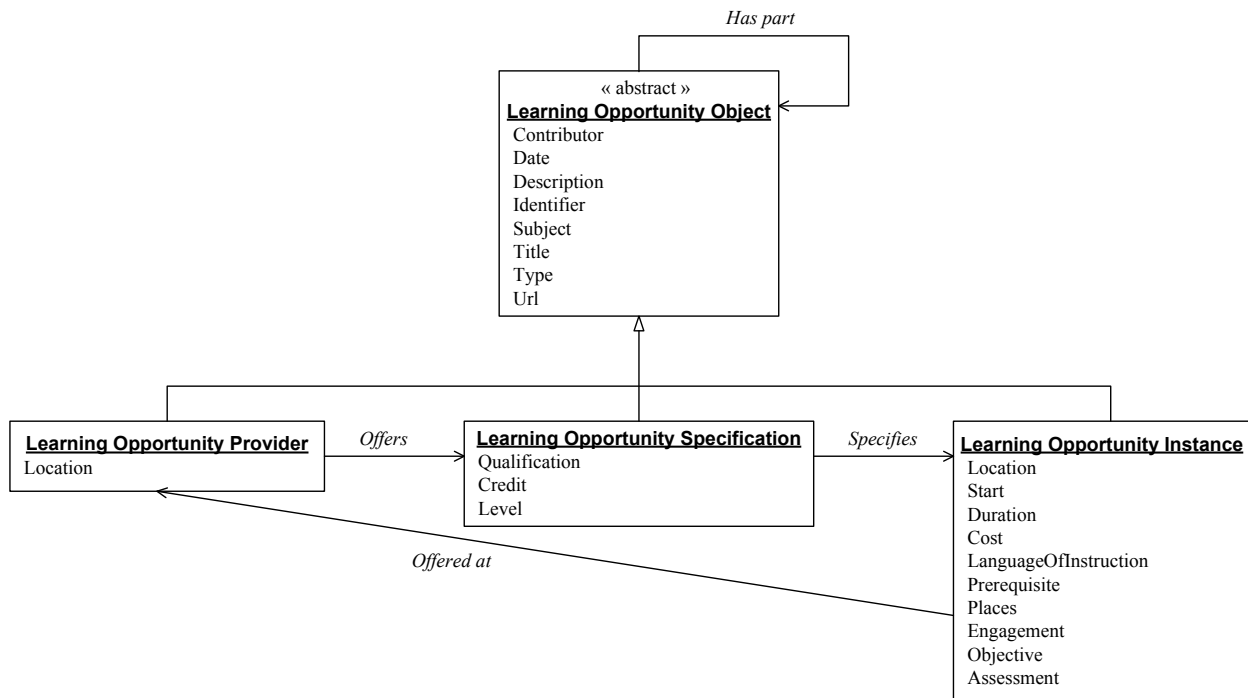 Has part
« abstract »
Learning Opportunity Object
Contributor
Date
Description
Identifier
Subject
Title
Type
Url
Learning Opportunity Provider
Location
Offers
Learning Opportunity Specification
Qualification
Credit
Level
Specifies
Learning Opportunity Instance
Location
Start
Duration
Cost
LanguageOfInstruction
Prerequisite
Places
Engagement
Objective
Assessment
Offered at